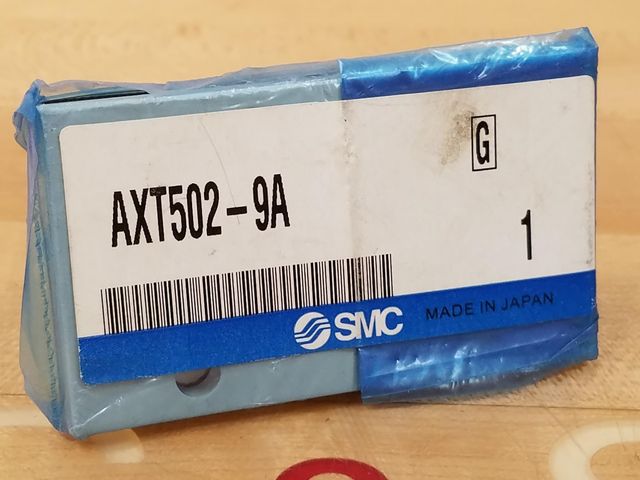 G
AXT502-9A
1
SMC MADE IN JAPAN